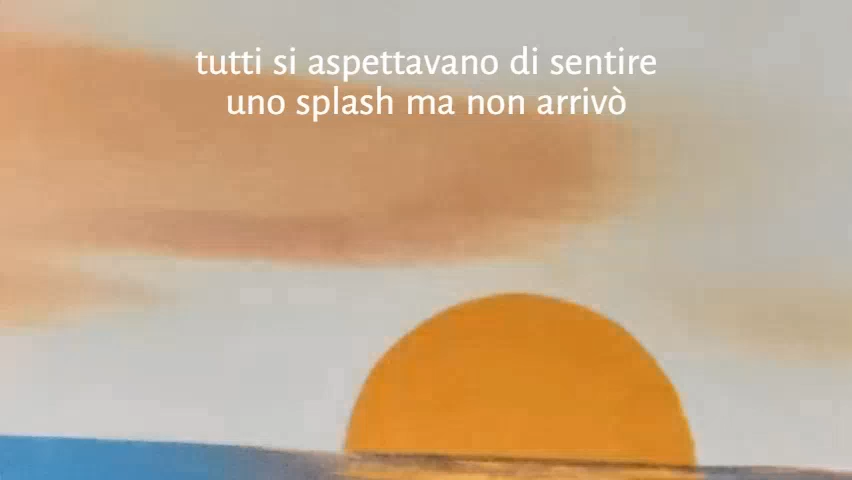 tutti si aspettavano di sentire
uno splash ma non arrivò